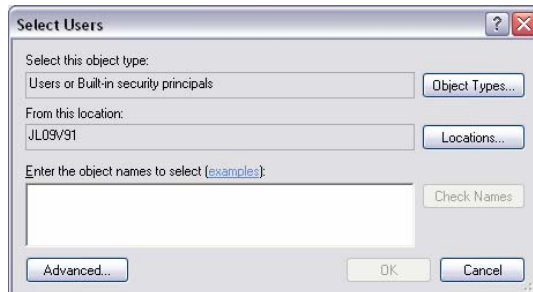 Select Users
Select this object type:
Users or Built-in security principals
Object Types...
From this location:
JL09V91
Locations...
Enter the object names to select (examples):
Check Names
Advanced...
OK
Cancel